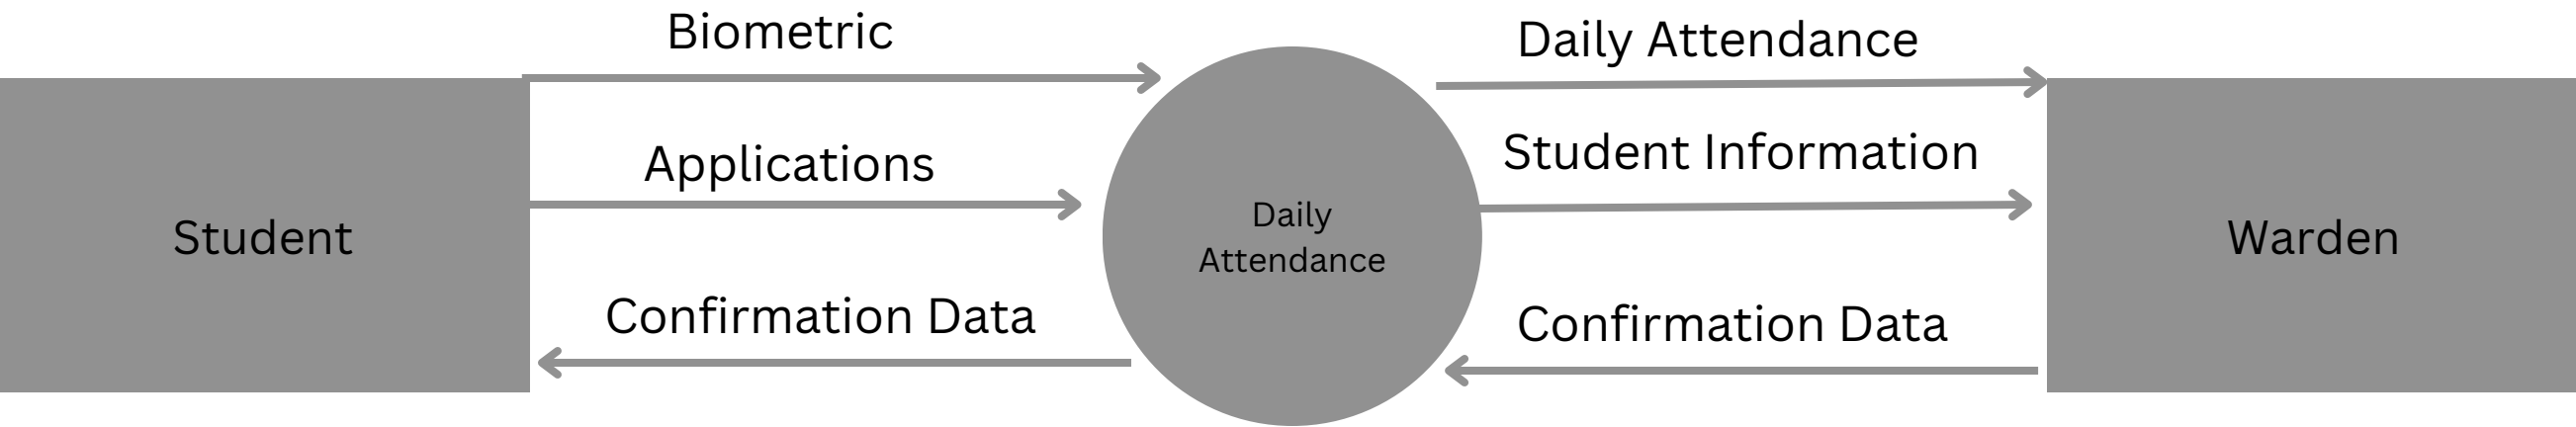 Biometric
Daily Attendance
Applications
Student Information
Student
Daily
Attendance
Warden
Confirmation Data
Confirmation Data